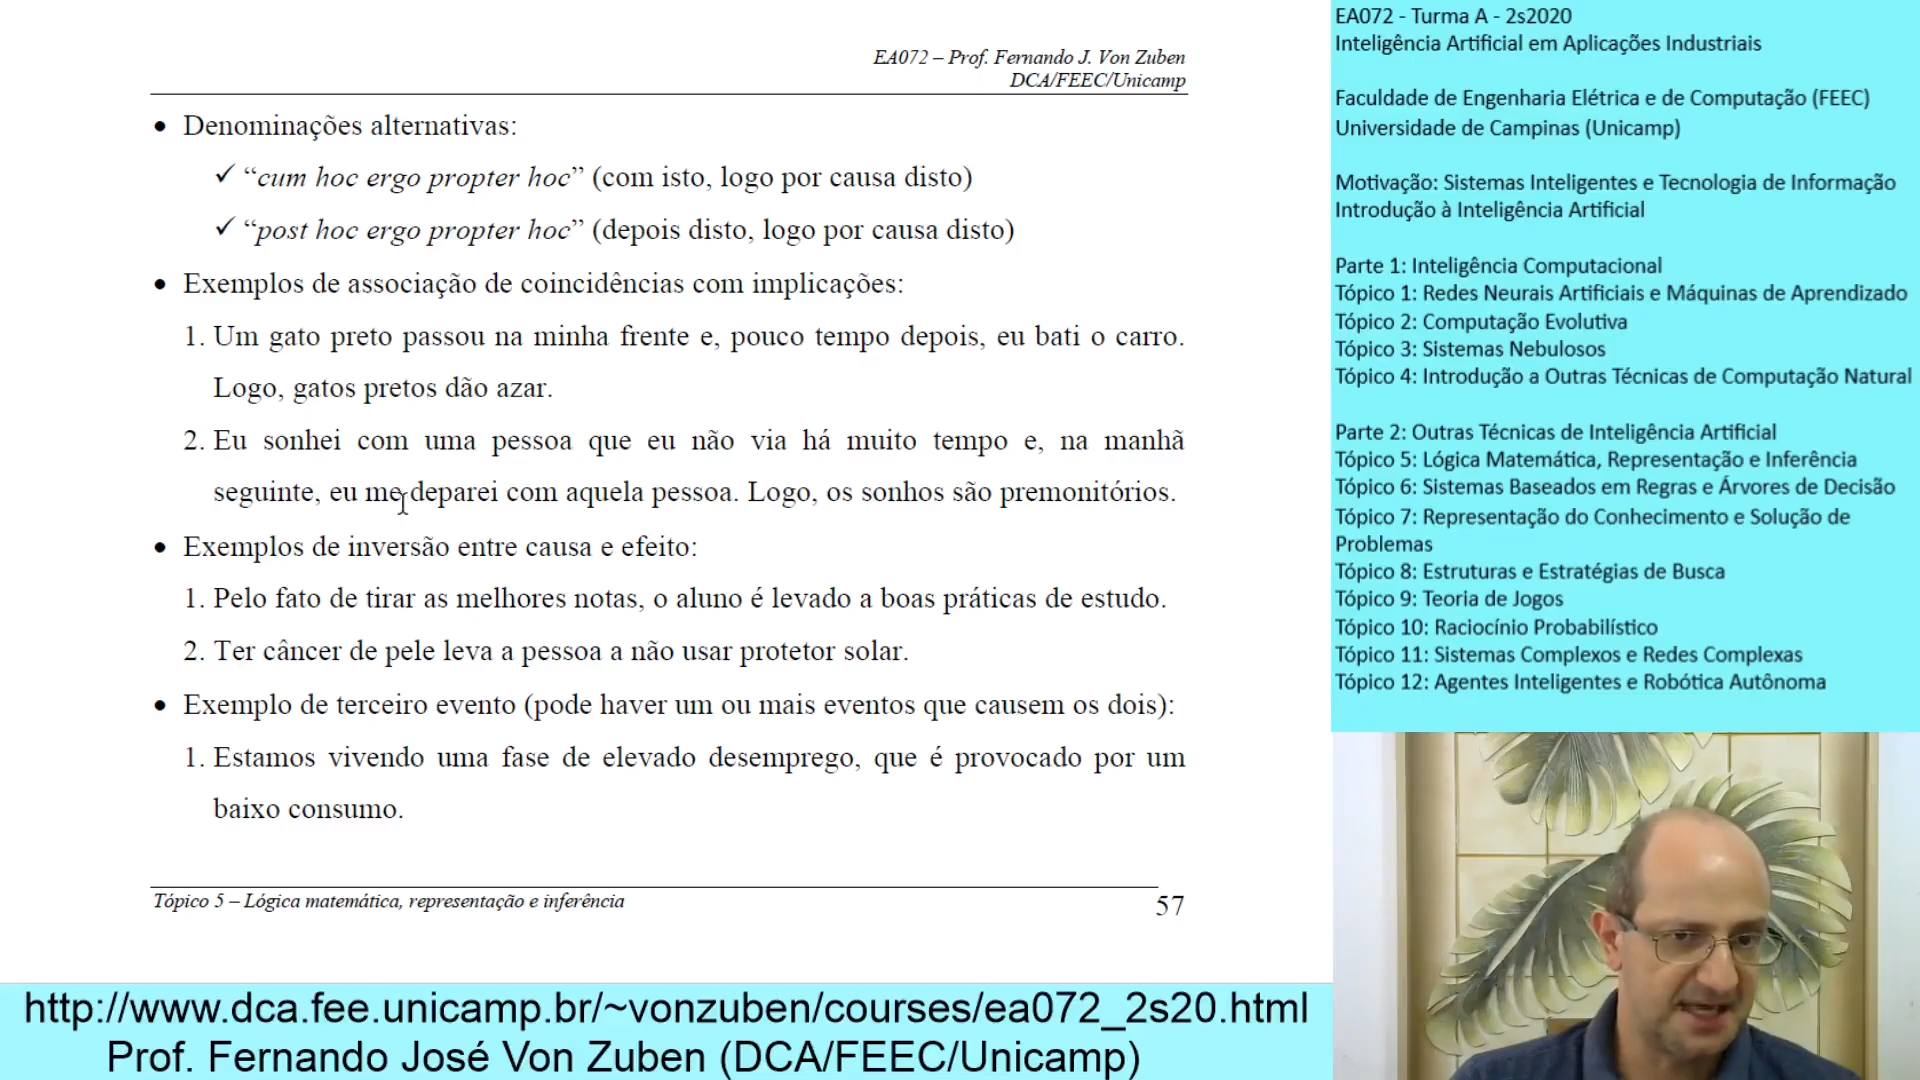 EA072 – Prof. Fernando J. Von Zuben
DCA/FEEC/Unicamp
• Denominações alternativas:
✓ “cum hoc ergo propter hoc” (com isto, logo por causa disto)
✓ “post hoc ergo propter hoc” (depois disto, logo por causa disto)
• Exemplos de associação de coincidências com implicações:
1. Um gato preto passou na minha frente e, pouco tempo depois, eu bati o carro.
Logo, gatos pretos dão azar.
2. Eu sonhei com uma pessoa que eu não via há muito tempo e, na manhã
seguinte, eu me deparei com aquela pessoa. Logo, os sonhos são premonitórios.
• Exemplos de inversão entre causa e efeito:
1. Pelo fato de tirar as melhores notas, o aluno é levado a boas práticas de estudo.
2. Ter câncer de pele leva a pessoa a não usar protetor solar.
• Exemplo de terceiro evento (pode haver um ou mais eventos que causem os dois):
1. Estamos vivendo uma fase de elevado desemprego, que é provocado por um
baixo consumo.
Tópico 5 – Lógica matemática, representação e inferência
57
EA072 - Turma A - 2s2020
Inteligência Artificial em Aplicações Industriais
Faculdade de Engenharia Elétrica e de Computação (FEEC)
Universidade de Campinas (Unicamp)
Motivação: Sistemas Inteligentes e Tecnologia de Informação
Introdução à Inteligência Artificial
Parte 1: Inteligência Computacional
Tópico 1: Redes Neurais Artificiais e Máquinas de Aprendizado
Tópico 2: Computação Evolutiva
Tópico 3: Sistemas Nebulosos
Tópico 4: Introdução a Outras Técnicas de Computação Natural
Parte 2: Outras Técnicas de Inteligência Artificial
Tópico 5: Lógica Matemática, Representação e Inferência
Tópico 6: Sistemas Baseados em Regras e Árvores de Decisão
Tópico 7: Representação do Conhecimento e Solução de
Problemas
Tópico 8: Estruturas e Estratégias de Busca
Tópico 9: Teoria de Jogos
Tópico 10: Raciocínio Probabilístico
Tópico 11: Sistemas Complexos e Redes Complexas
Tópico 12: Agentes Inteligentes e Robótica Autônoma
http://www.dca.fee.unicamp.br/~vonzuben/courses/ea072_2s20.html
Prof. Fernando José Von Zuben (DCA/FEEC/Unicamp)